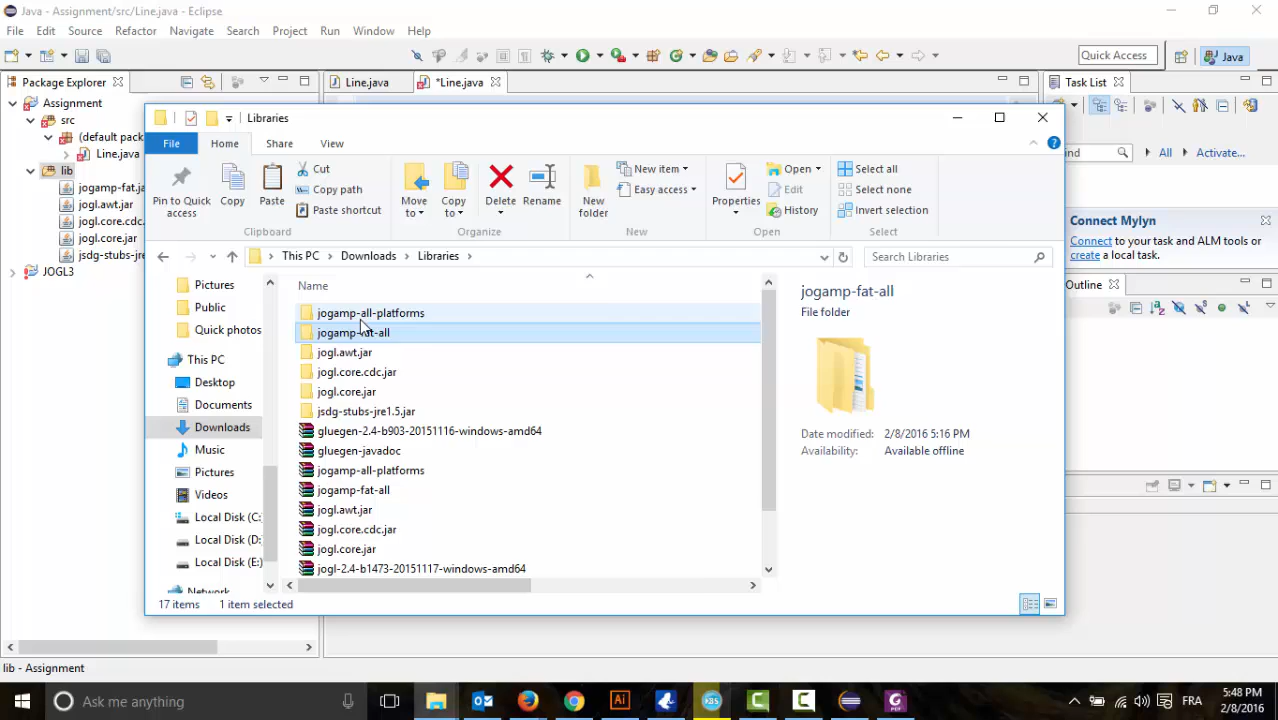 Java - Assignment/src/Line.java - Eclipse
File Edit Source Refactor Navigate Search Project Run Window Help
Quick Access Java
Package Explorer Line.java *Line.java Task List
Assignment
src
(default pack
Line.java
lib
jogamp-fat.ja
jogl.awt.jar
jogl.core.cdc.
jogl.core.jar
jsdg-stubs-jre
JOGL3
ind All Activate...
Connect Mylyn
Connect to your task and ALM tools or
create a local task.
Outline
Libraries
File Home Share View
Pin to Quick access
Copy
Paste
Cut
Copy path
Paste shortcut
Clipboard
Move to
Copy to
Delete
Rename
Organize
New folder
New item
Easy access
New
Properties
Open
Edit
History
Open
Select all
Select none
Invert selection
Select
This PC Downloads Libraries
Search Libraries
Pictures
Public
Quick photos
This PC
Desktop
Documents
Downloads
Music
Pictures
Videos
Local Disk (C:
Local Disk (D:
Local Disk (E:)
Network
Name
jogamp-all-platforms
jogamp-fat-all
jogl.awt.jar
jogl.core.cdc.jar
jogl.core.jar
jsdg-stubs-jre1.5.jar
gluegen-2.4-b903-20151116-windows-amd64
gluegen-javadoc
jogamp-all-platforms
jogamp-fat-all
jogl.awt.jar
jogl.core.cdc.jar
jogl.core.jar
jogl-2.4-b1473-20151117-windows-amd64
jogamp-fat-all
File folder
Date modified: 2/8/2016 5:16 PM
Availability: Available offline
17 items 1 item selected
lib - Assignment
Ask me anything
FRA
5:48 PM
2/8/2016